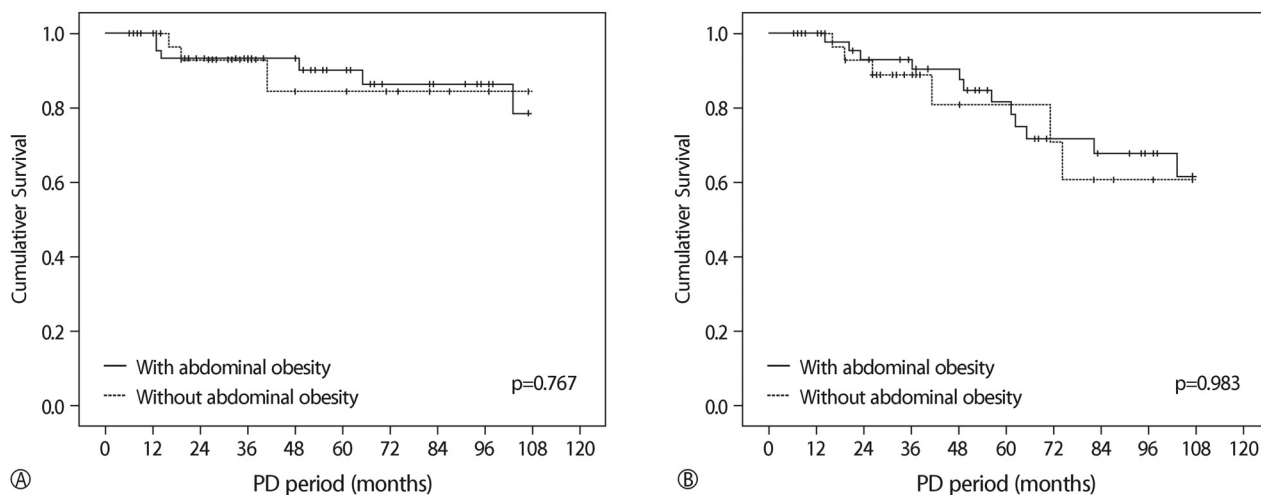 1.0
0.8
0.6
0.4
0.2
0.0
Cumulativer Survival
With abdominal obesity
Without abdominal obesity
p=0.767
0 12 24 36 48 60 72 84 96 108 120
PD period (months)
Ⓐ
1.0
0.8
0.6
0.4
0.2
0.0
Cumulativer Survival
With abdominal obesity
Without abdominal obesity
p=0.983
0 12 24 36 48 60 72 84 96 108 120
PD period (months)
Ⓑ